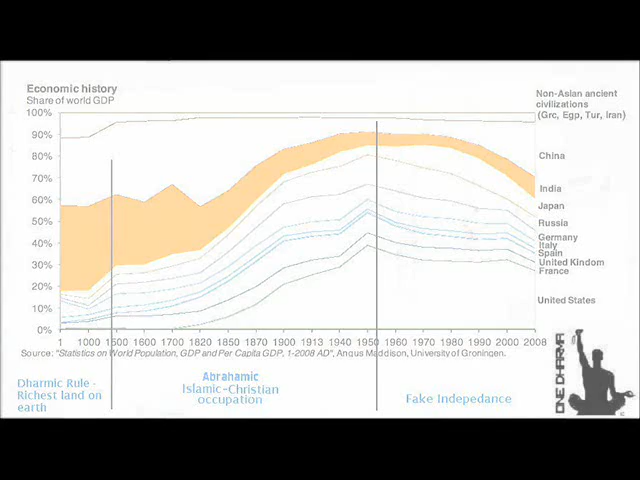 Economic history
Share of world GDP
Non-Asian ancient
civilizations
(Grc, Egp, Tur, Iran)
100%
90%
80%
70%
60%
50%
40%
30%
20%
10%
0%
China
India
Japan
Russia
Germany
Italy
Spain
United Kindom
France
United States
1 1000 1500 1600 1700 1820 1850 1870 1900 1913 1925 1940 1950 1960 1970 1980 1990 2000 2008
Source: "Statistics on World Population, GDP and Per Capita GDP, 1-2008 AD", Angus Maddison, University of Groningen.
Dharmic Rule -
Richest land on
earth
Abrahamic
Islamic-Christian
occupation
Fake Indepedance
ONE DHARMA